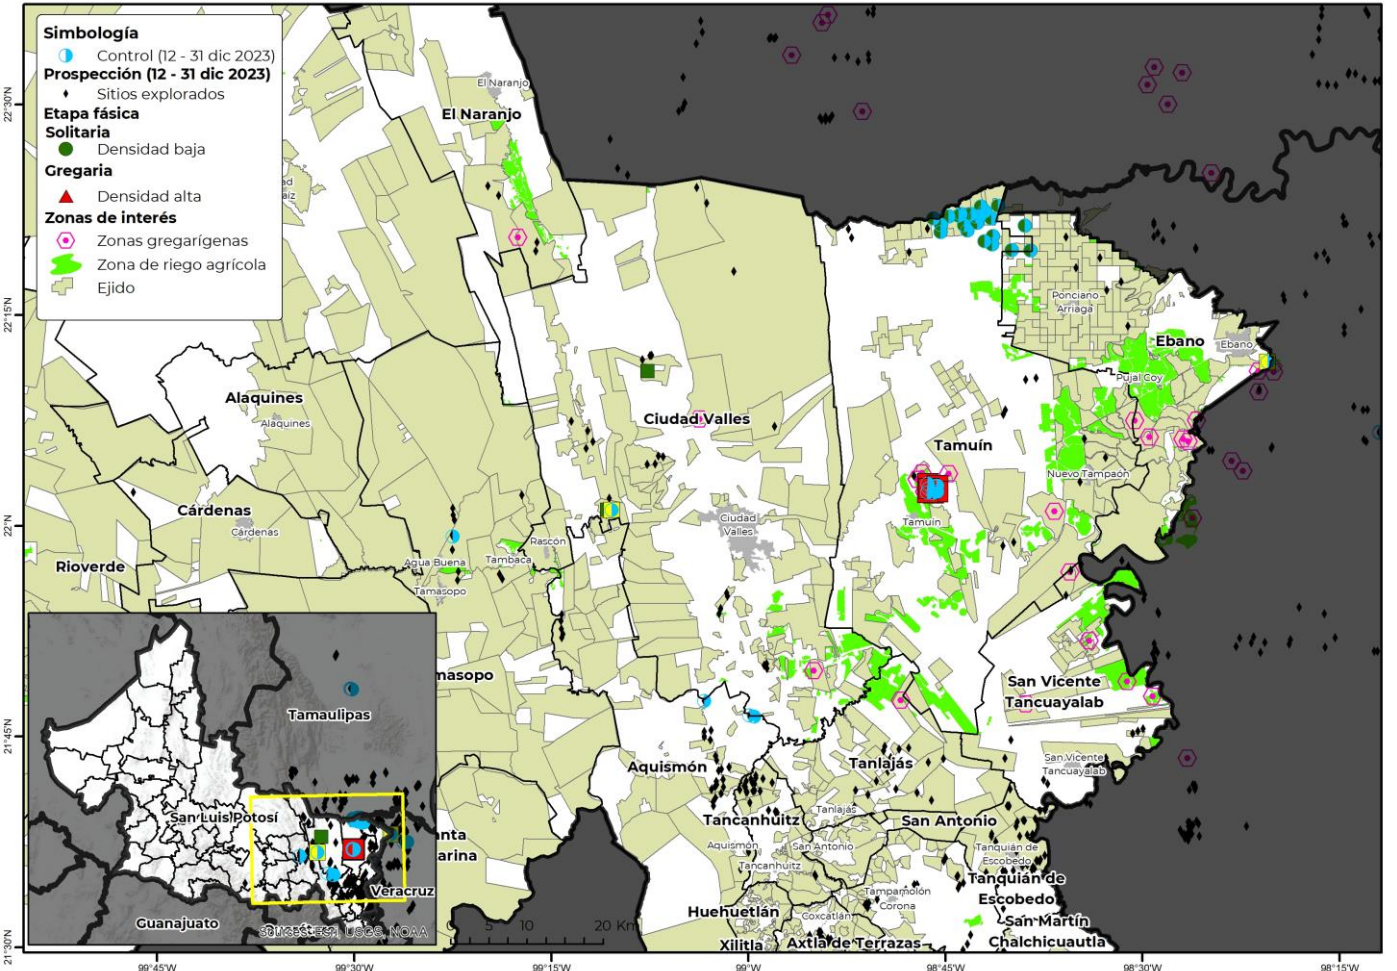 Simbología
Control (12 - 31 dic 2023)
Prospección (12 - 31 dic 2023)
Sitios explorados
Etapa fásica
Solitaria
Densidad baja
Gregaria
Densidad alta
Zonas de interés
Zonas gregarígenas
Zona de riego agrícola
Ejido
22°30'N
22°15'N
22°N
21°45'N
21°30'N
El Naranjo
El Naranjo
Ponciano
Arriaga
Ebano
Ebano
Pujal Coy
Alaquines
Alaquines
Ciudad Valles
Tamuín
Nuevo Tampaón
Cárdenas
Cárdenas
Ciudad
Valles
Tamuin
Rioverde
Rascón
Agua Buena
Tambaca
Tamasopo
masopo
San Vicente
Tancuayalab
San Vicente
Tancuayalab
Aquismón
Tanlajás
Tancanhuitz
Tanlajás
San Antonio
Aquismón
San Antonio
Tanquián de
Escobedo
Tancanhuitz
Tanquián de
Escobedo
Tampamolón
Corona
Huehuetlán
Coxcatlán
San Martín
Chalchicuautla
Xilitla
Axtla de Terrazas
anta
arina
Tamaulipas
San Luis Potosí
Veracruz
Guanajuato
USGS, NOAA
5
10
20 Km
99°45'W
99°30'W
99°15'W
99°W
98°45'W
98°30'W
98°15'W